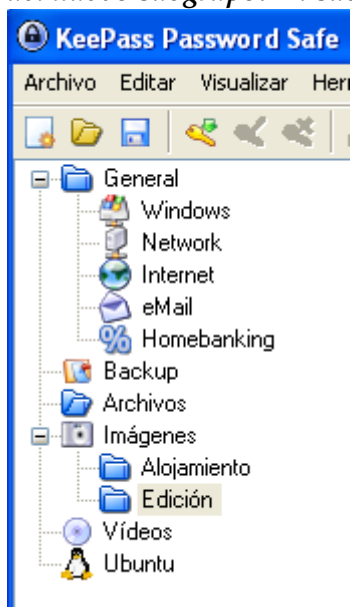 KeePass Password Safe
Archivo Editar Visualizar
General
Windows
Network
Internet
eMail
Homebanking
Backup
Archivos
Imágenes
Alojamiento
Edición
Vídeos
Ubuntu